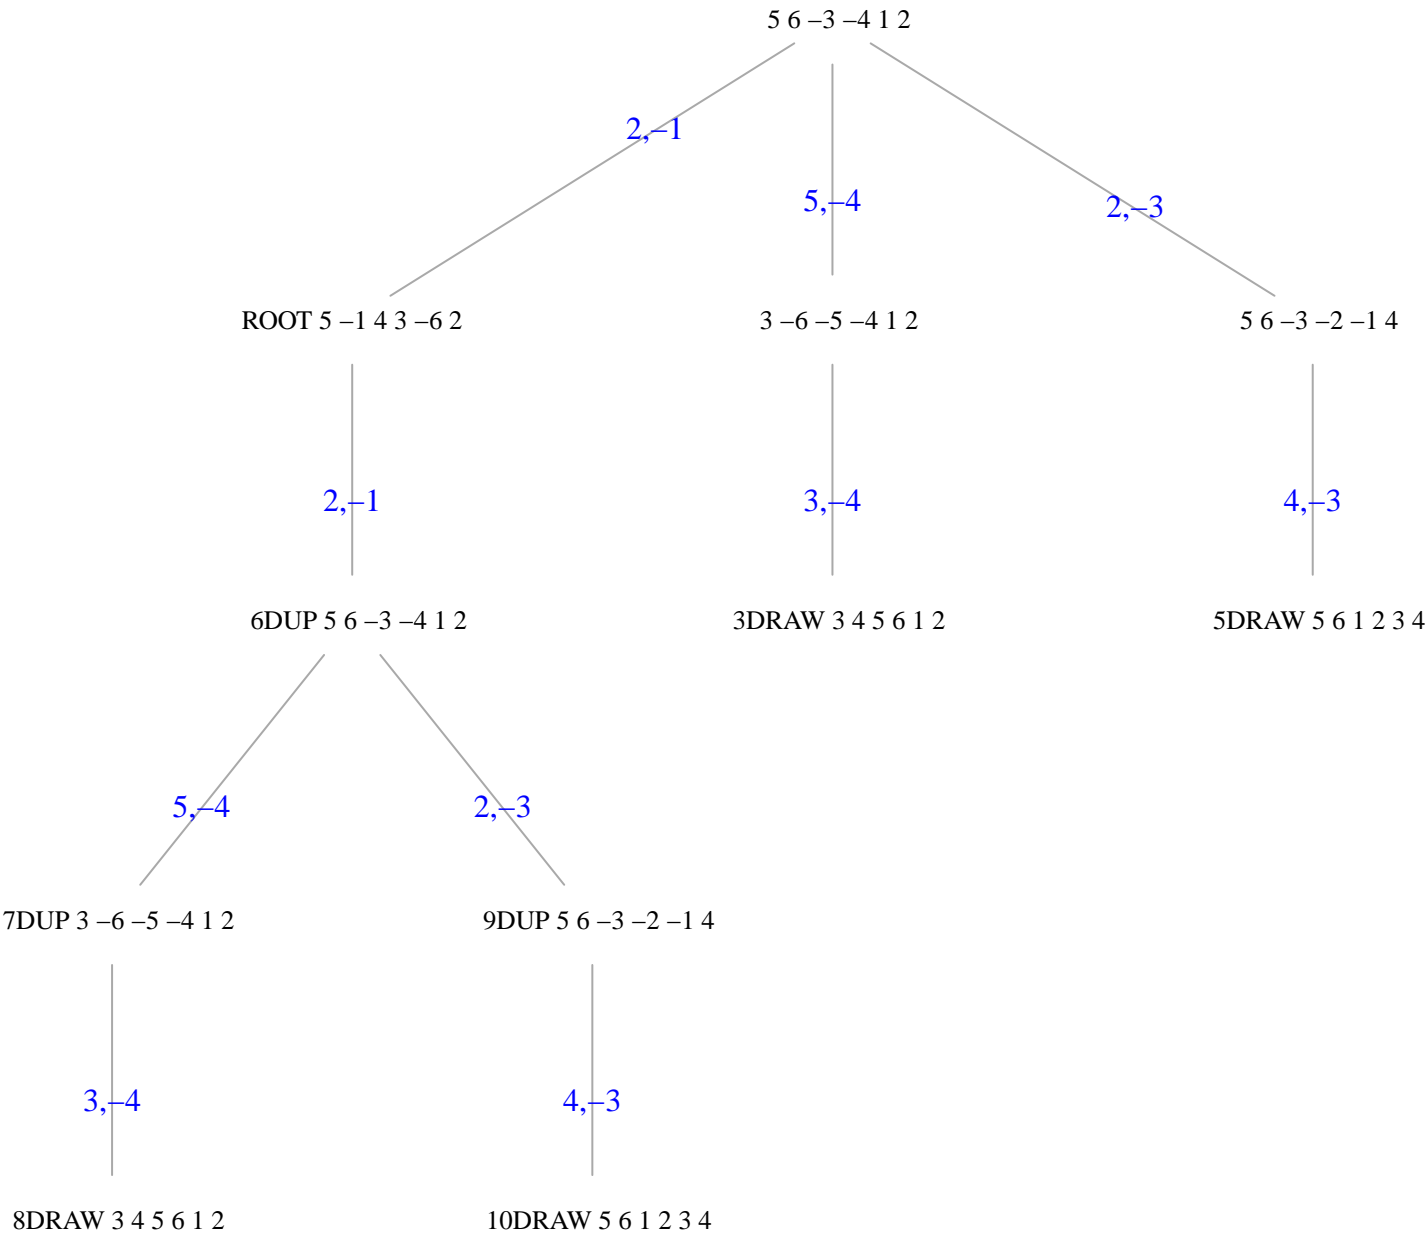 5 6 –3 –4 1 2
2,–1
5,–4
2,–3
ROOT 5 –1 4 3 –6 2
3 –6 –5 –4 1 2
5 6 –3 –2 –1 4
2,–1
3,–4
4,–3
6DUP 5 6 –3 –4 1 2
3DRAW 3 4 5 6 1 2
5DRAW 5 6 1 2 3 4
5,–4
2,–3
7DUP 3 –6 –5 –4 1 2
9DUP 5 6 –3 –2 –1 4
3,–4
4,–3
8DRAW 3 4 5 6 1 2
10DRAW 5 6 1 2 3 4